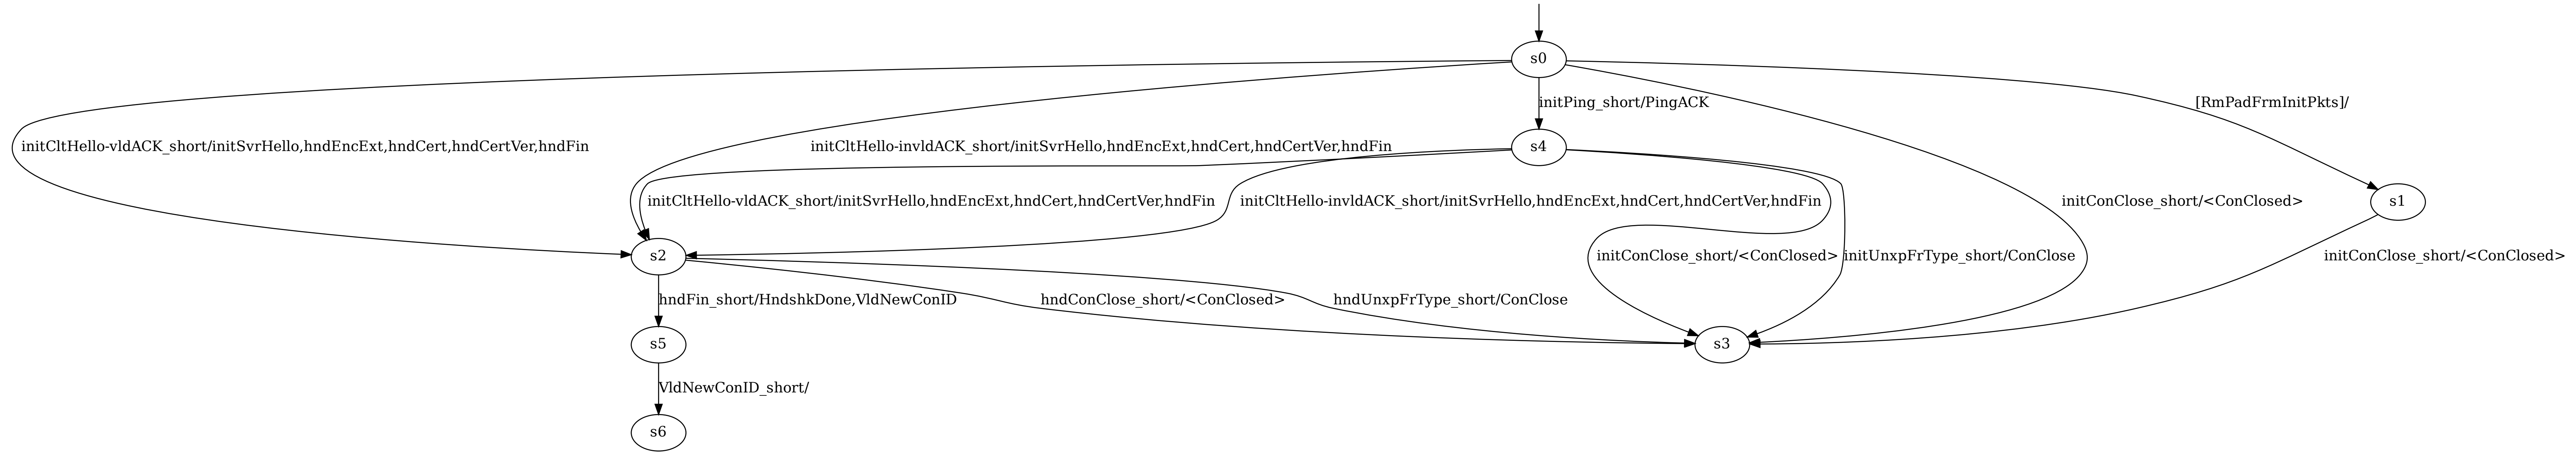 s0
initPing_short/PingACK
[RmPadFrmInitPkts]/
initCltHello-vldACK_short/initSvrHello,hndEncExt,hndCert,hndCertVer,hndFin
initCltHello-invldACK_short/initSvrHello,hndEncExt,hndCert,hndCertVer,hndFin
s4
initCltHello-vldACK_short/initSvrHello,hndEncExt,hndCert,hndCertVer,hndFin
initCltHello-invldACK_short/initSvrHello,hndEncExt,hndCert,hndCertVer,hndFin
initConClose_short/<ConClosed>
s1
s2
initConClose_short/<ConClosed>
initUnxpFrType_short/ConClose
initConClose_short/<ConClosed>
hndFin_short/HndshkDone,VldNewConID
hndConClose_short/<ConClosed>
hndUnxpFrType_short/ConClose
s5
s3
VldNewConID_short/
s6